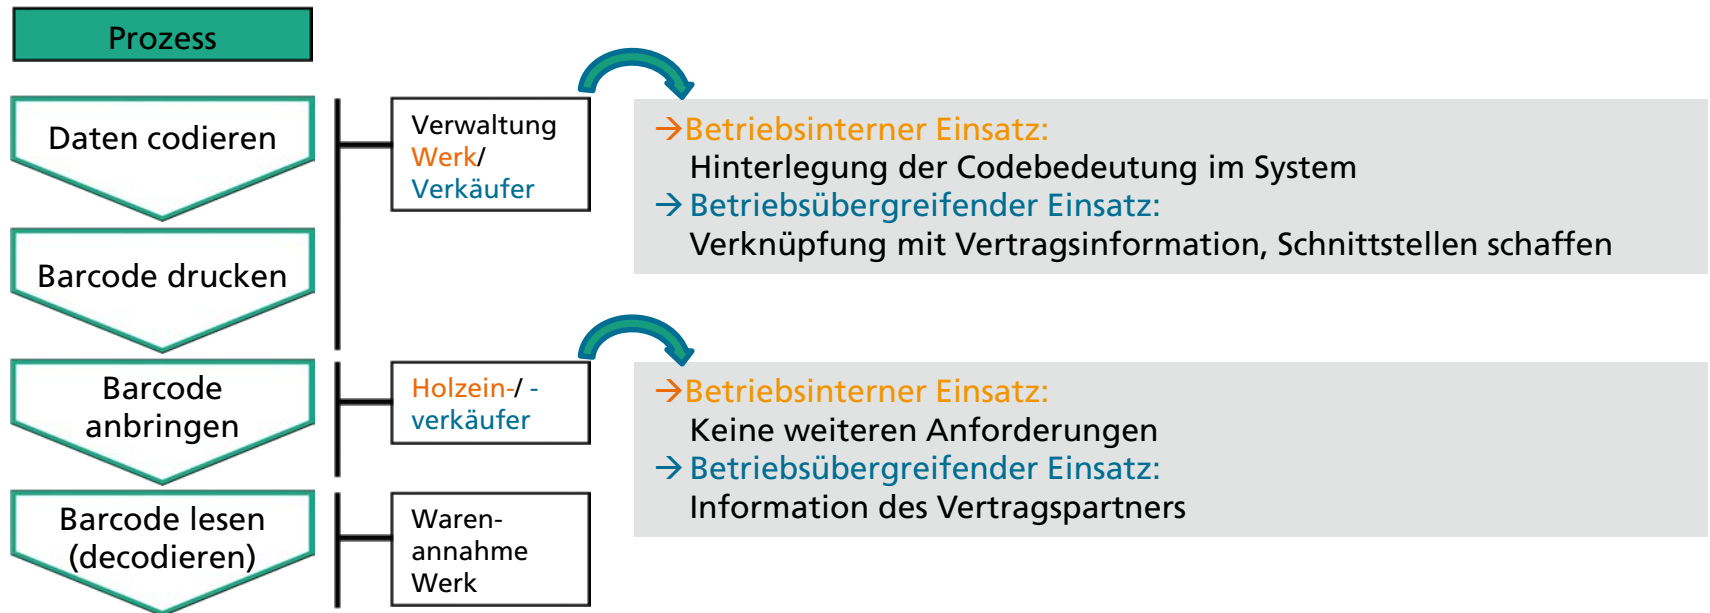 Prozess
Daten codieren
Barcode drucken
Barcode
anbringen
Barcode lesen
(decodieren)
Verwaltung
Werk/
Verkäufer
Holzein-/ -
verkäufer
Waren-
annahme
Werk
→Betriebsinterner Einsatz:
Hinterlegung der Codebedeutung im System
→ Betriebsübergreifender Einsatz:
Verknüpfung mit Vertragsinformation, Schnittstellen schaffen
→Betriebsinterner Einsatz:
Keine weiteren Anforderungen
→ Betriebsübergreifender Einsatz:
Information des Vertragspartners